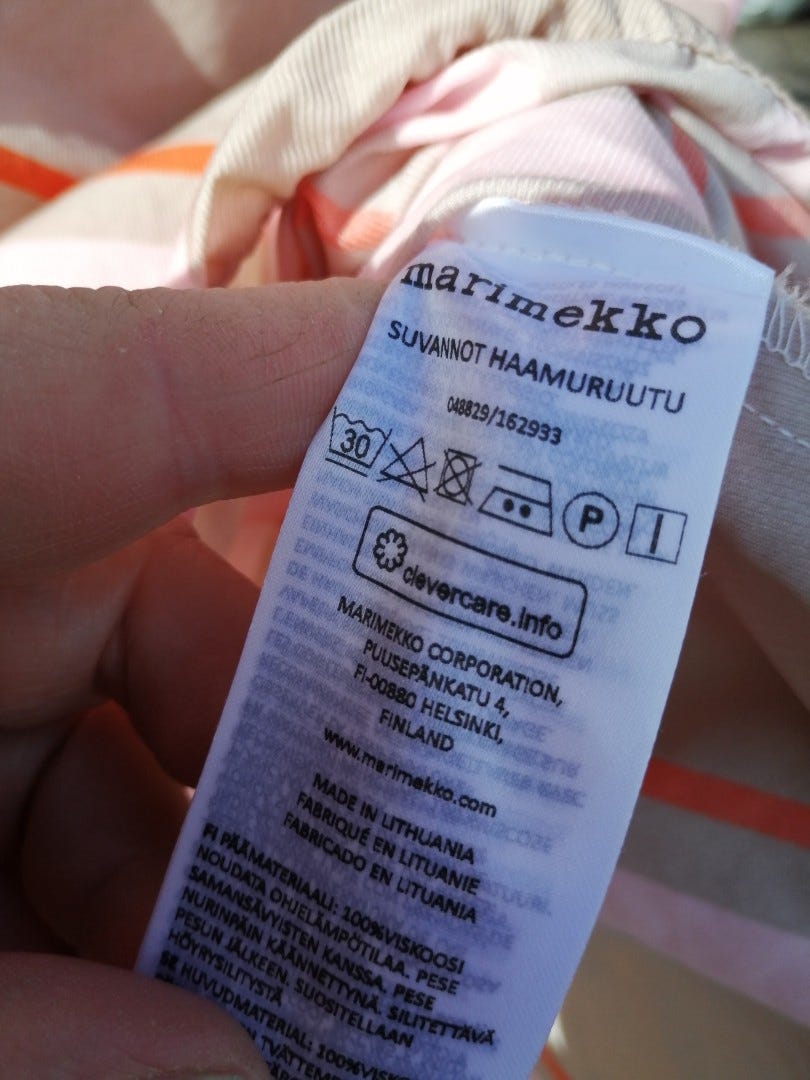 marimekko
SUVANNOT HAAMURUUTU
048829/162933
30
P
clevercare.info
MARIMEKKO CORPORATION,
PUUSEPÄNKATU 4,
FI-00880 HELSINKI,
FINLAND
www.marimekko.com
MADE IN LITHUANIA
FABRIQUÉ EN LITUANIE
FABRICADO EN LITUANIA
FI PÄÄMATERIAALI: 100%VISKOOSI
NOUDATA OHJELÄMPÖTILAA. PESE
SAMANSÄVYISTEN KANSSA. PESE
NURINPÄIN KÄÄNNETTYNÄ. SILITETTÄVÄ
PESUN JÄLKEEN. SUOSITELLAAN
HÖYRYSILITYSTÄ
SE HUVUDMATERIAL: 100%VISK